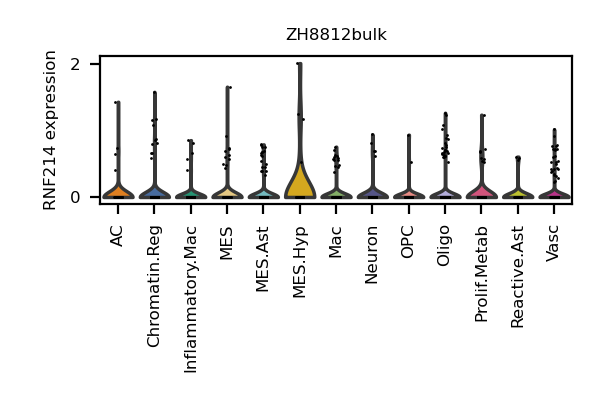 ZH8812bulk
RNF214 expression
2
0
AC
Chromatin.Reg
Inflammatory.Mac
MES
MES.Ast
MES.Hyp
Mac
Neuron
OPC
Oligo
Prolif.Metab
Reactive.Ast
Vasc